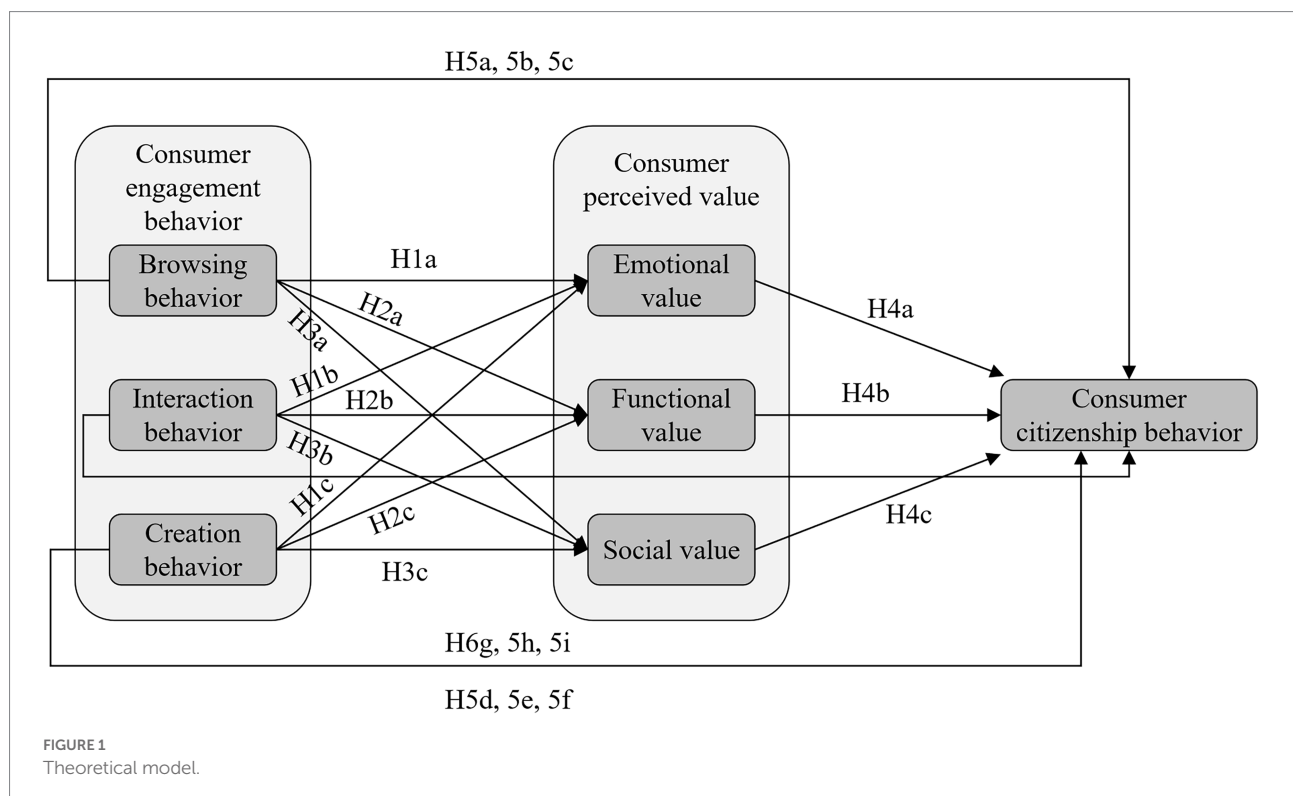 H5a, 5b, 5c
Consumer
engagement
behavior
Consumer
perceived value
Browsing
behavior
H1a
Emotional
value
H2a
H3a
H4a
H1b
Interaction
behavior
H2b
Functional
value
H4b
Consumer
citizenship behavior
H3b
H1c
H2c
Creation
behavior
H3c
Social value
H4c
H6g, 5h, 5i
H5d, 5e, 5f
FIGURE 1
Theoretical model.